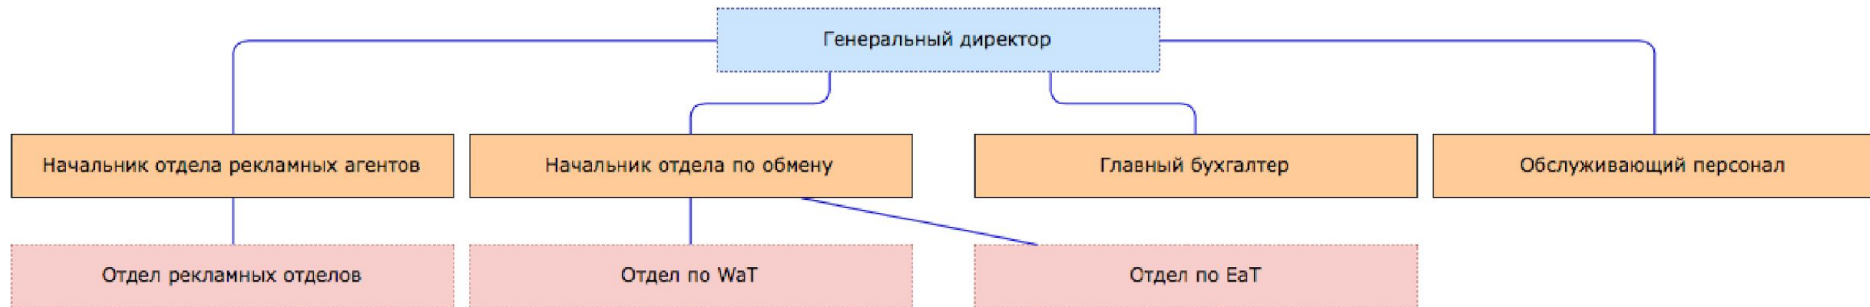 Генеральный директор
Начальник отдела рекламных агентов
Начальник отдела по обмену
Главный бухгалтер
Обслуживающий персонал
Отдел рекламных отделов
Отдел по WaT
Отдел по EaT